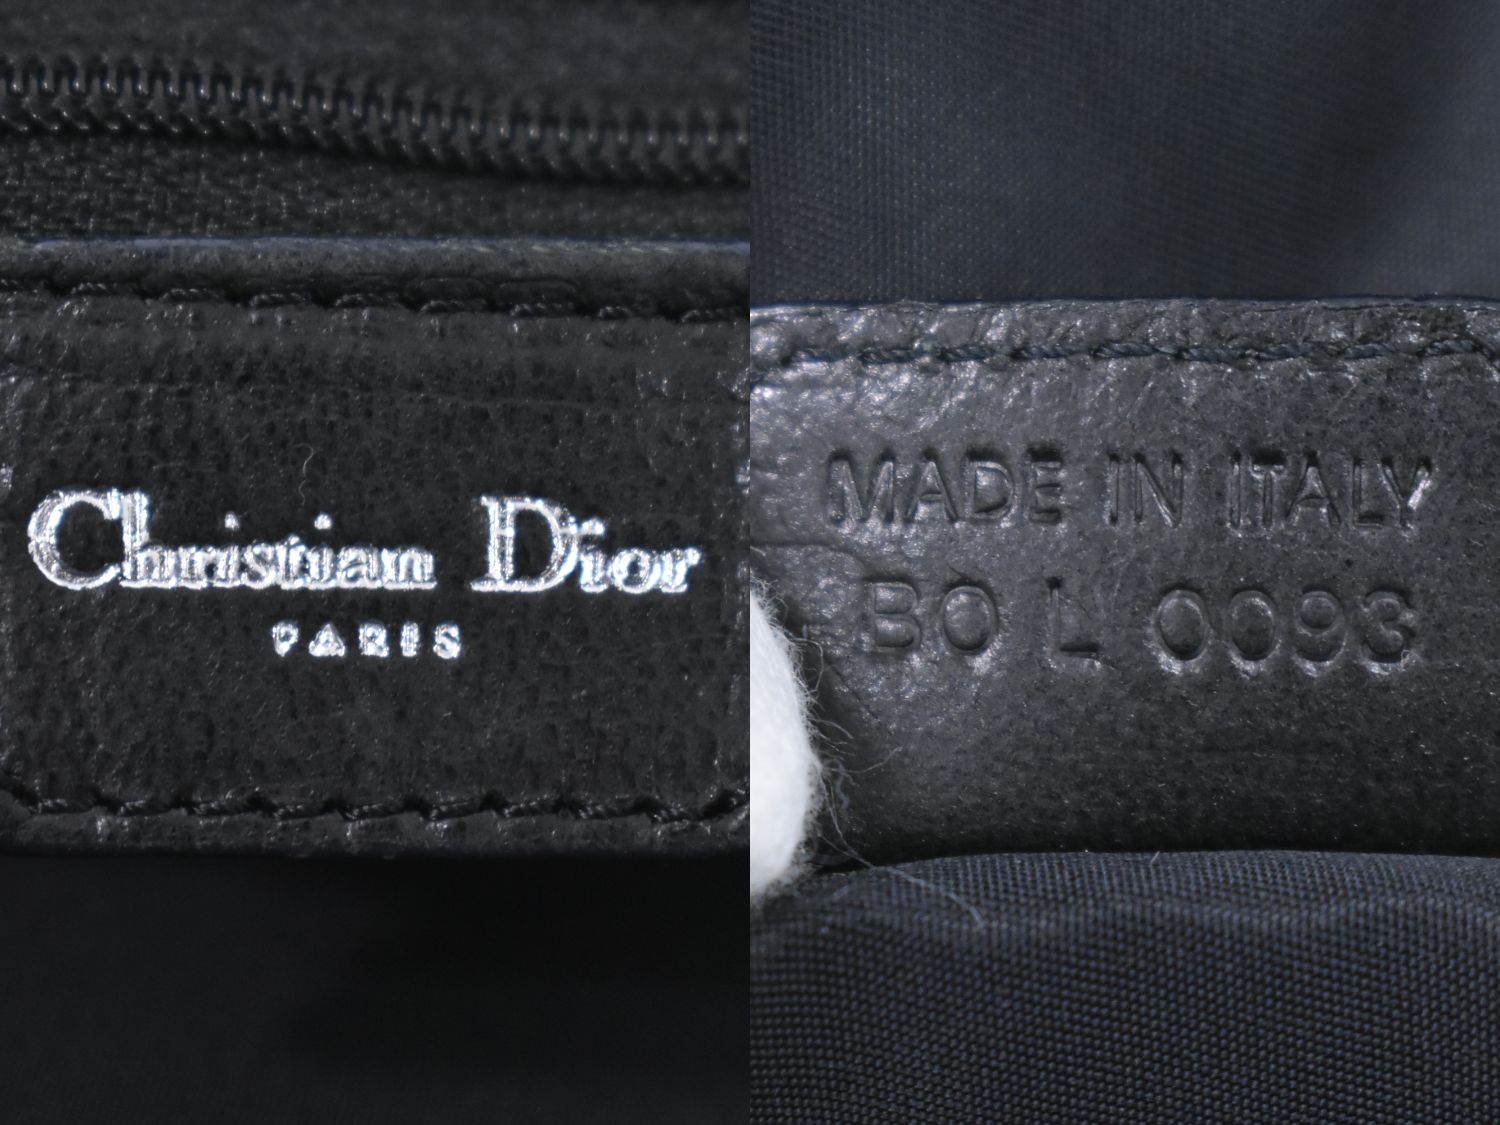 Christian Dior
PARIS
MADE IN ITALY
BO L 0093